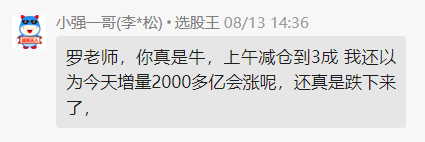 小强一哥(李*松)·选股王 08/13 14:36
罗老师，你真是牛，上午减仓到3成 我还以
为今天增量2000多亿会涨呢，还真是跌下来
了，